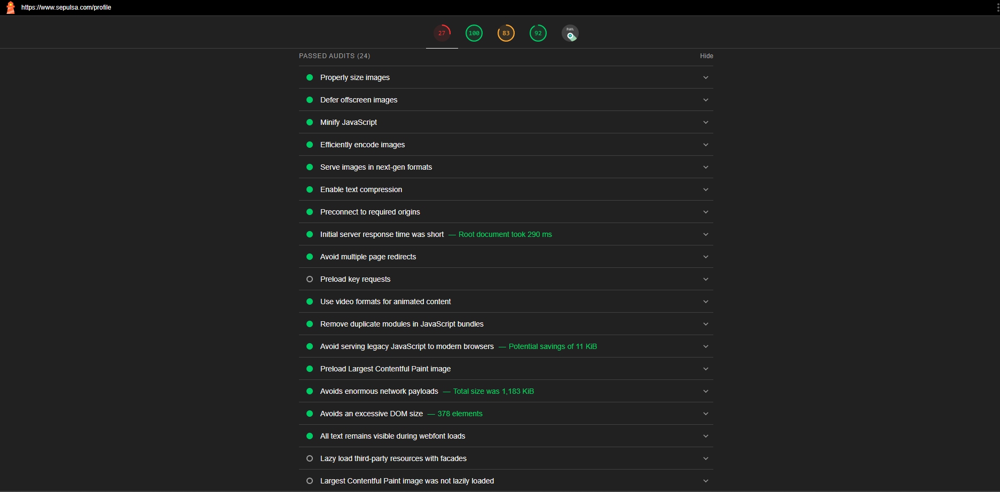 https://www.sepulsa.com/profile
27 100 83 92 PWA
PASSED AUDITS (24) Hide
Properly size images
Defer offscreen images
Minify JavaScript
Efficiently encode images
Serve images in next-gen formats
Enable text compression
Preconnect to required origins
Initial server response time was short — Root document took 290 ms
Avoid multiple page redirects
Preload key requests
Use video formats for animated content
Remove duplicate modules in JavaScript bundles
Avoid serving legacy JavaScript to modern browsers — Potential savings of 11 KiB
Preload Largest Contentful Paint image
Avoids enormous network payloads — Total size was 1,183 KiB
Avoids an excessive DOM size — 378 elements
All text remains visible during webfont loads
Lazy load third-party resources with facades
Largest Contentful Paint image was not lazily loaded